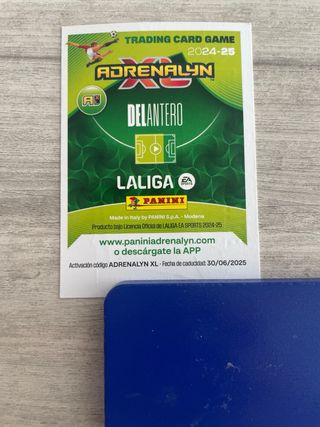 TRADING CARD GAME
2024-25
ADRENALYN
XL
DELANTERO
LALIGA EA SPORTS
PANINI
Made in Italy by PANINI S.p.A. - Modena
Producto bajo Licencia Oficial de LALIGA EA SPORTS 2024-25
www.paniniadrenalyn.com
o descárgate la APP
Activación código ADRENALYN XL - Fecha de caducidad: 30/06/2025